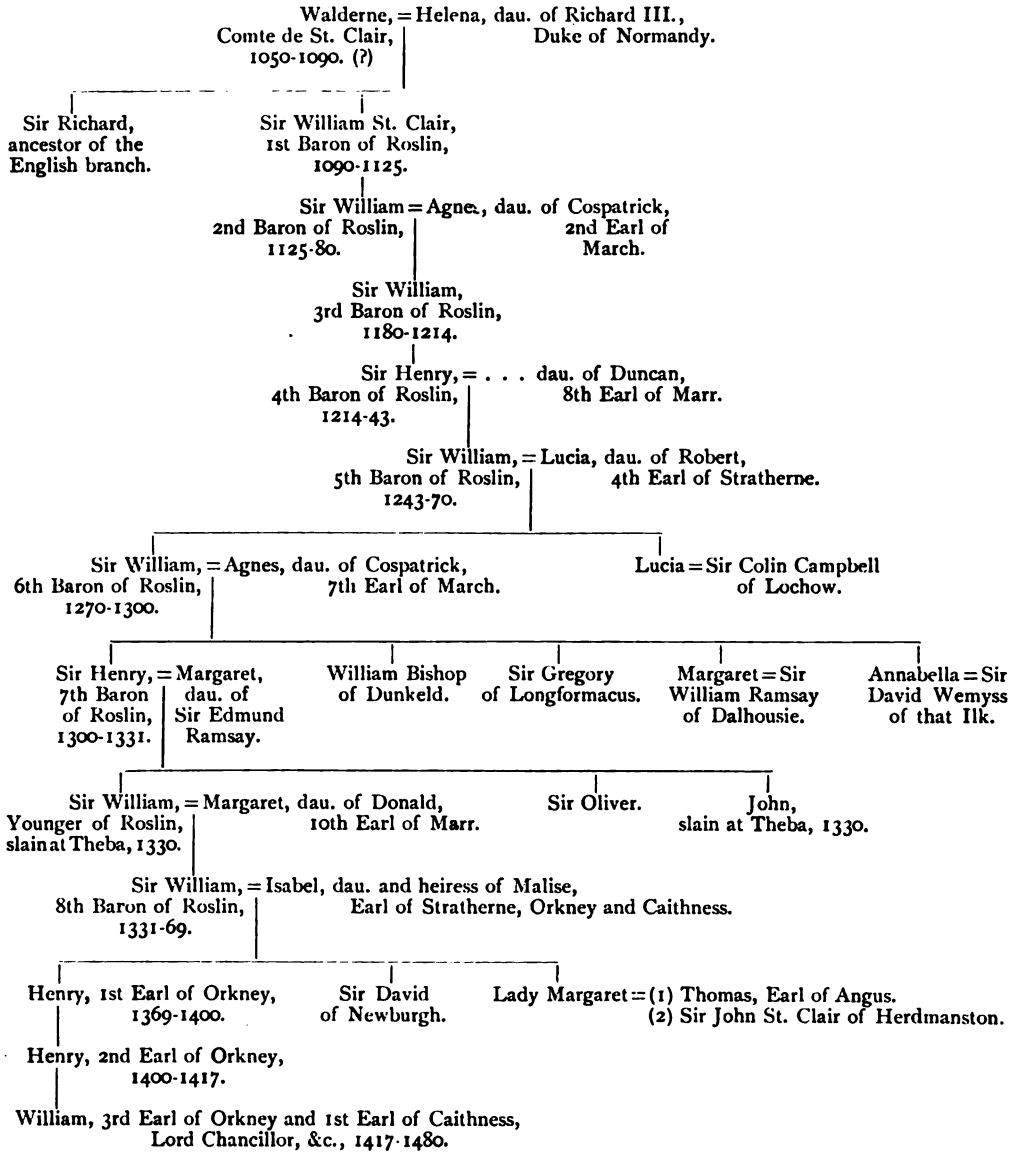 Walderne, = Helena, dau. of Richard III.,
Comte de St. Clair, Duke of Normandy.
1050-1090. (?)
Sir Richard,
ancestor of the
English branch.
Sir William St. Clair,
1st Baron of Roslin,
1090-1125.
Sir William = Agnes, dau. of Cospatrick,
2nd Baron of Roslin, 2nd Earl of
1125-80. March.
Sir William,
3rd Baron of Roslin,
1180-1214.
Sir Henry, = . . . dau. of Duncan,
4th Baron of Roslin, 8th Earl of Marr.
1214-43.
Sir William, = Lucia, dau. of Robert,
5th Baron of Roslin, 4th Earl of Stratherne.
1243-70.
Sir William, = Agnes, dau. of Cospatrick,
6th Baron of Roslin, 7th Earl of March.
1270-1300.
Lucia = Sir Colin Campbell
of Lochow.
Sir Henry, = Margaret,
7th Baron dau. of
of Roslin, Sir Edmund
1300-1331. Ramsay.
William Bishop
of Dunkeld.
Sir Gregory
of Longformacus.
Margaret = Sir
William Ramsay
of Dalhousie.
Annabella = Sir
David Wemyss
of that Ilk.
Sir William, = Margaret, dau. of Donald,
Younger of Roslin, 10th Earl of Marr.
slain at Theba, 1330.
Sir Oliver.
John,
slain at Theba, 1330.
Sir William, = Isabel, dau. and heiress of Malise,
8th Baron of Roslin, Earl of Stratherne, Orkney and Caithness.
1331-69.
Henry, 1st Earl of Orkney,
1369-1400.
Sir David
of Newburgh.
Lady Margaret = (1) Thomas, Earl of Angus.
(2) Sir John St. Clair of Herdmanston.
Henry, 2nd Earl of Orkney,
1400-1417.
William, 3rd Earl of Orkney and 1st Earl of Caithness,
Lord Chancillor, &c., 1417-1480.